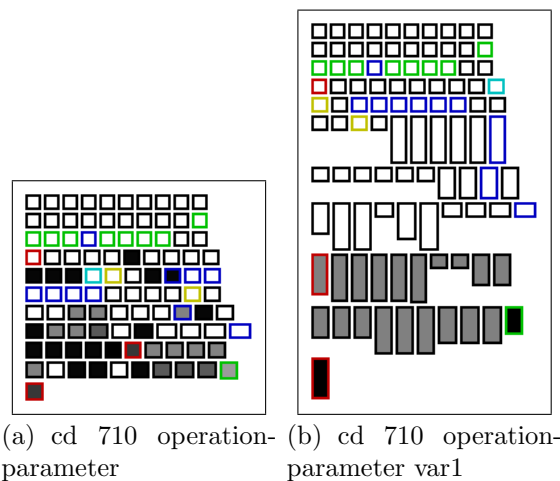 (a) cd 710 operation-
parameter
(b) cd 710 operation-
parameter var1